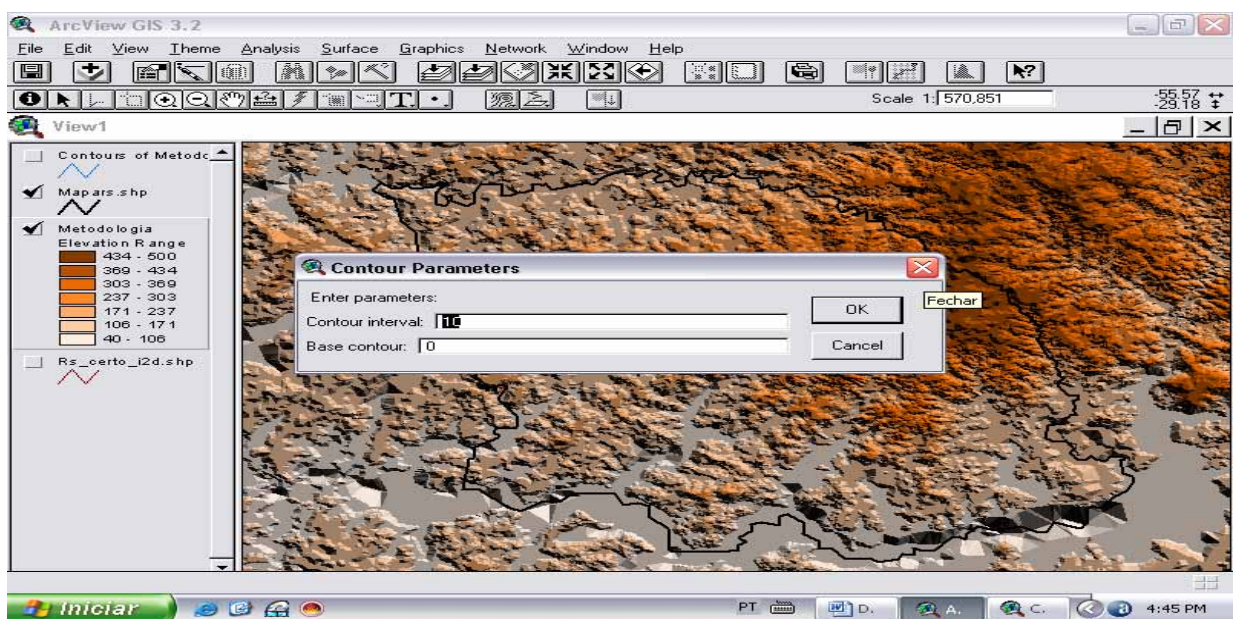 ArcView GIS 3.2
File Edit View Theme Analysis Surface Graphics Network Window Help
Scale 1: 570,851
-55.57
-29.18
View1
Contours of Metodc
Mapars.shp
Metodologia
Elevation Range
434 - 500
369 - 434
303 - 369
237 - 303
171 - 237
106 - 171
40 - 106
Rs_certo_i2d.shp
Contour Parameters
Enter parameters:
Contour interval: 10
Base contour: 0
OK
Cancel
Fechar
Iniciar
PT
D.
A.
C.
4:45 PM